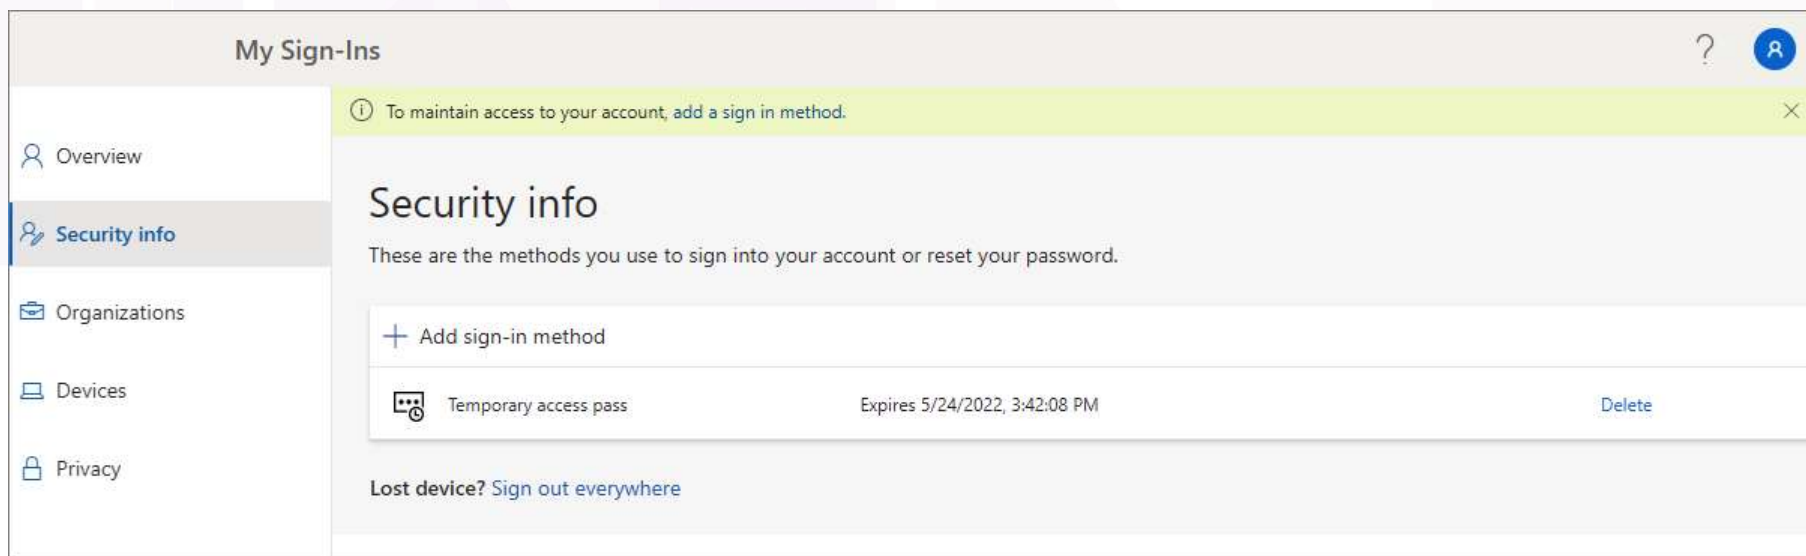 My Sign-Ins
?
To maintain access to your account, add a sign in method.
Overview
Security info
Organizations
Devices
Privacy
Security info
These are the methods you use to sign into your account or reset your password.
Add sign-in method
Temporary access pass Expires 5/24/2022, 3:42:08 PM Delete
Lost device? Sign out everywhere